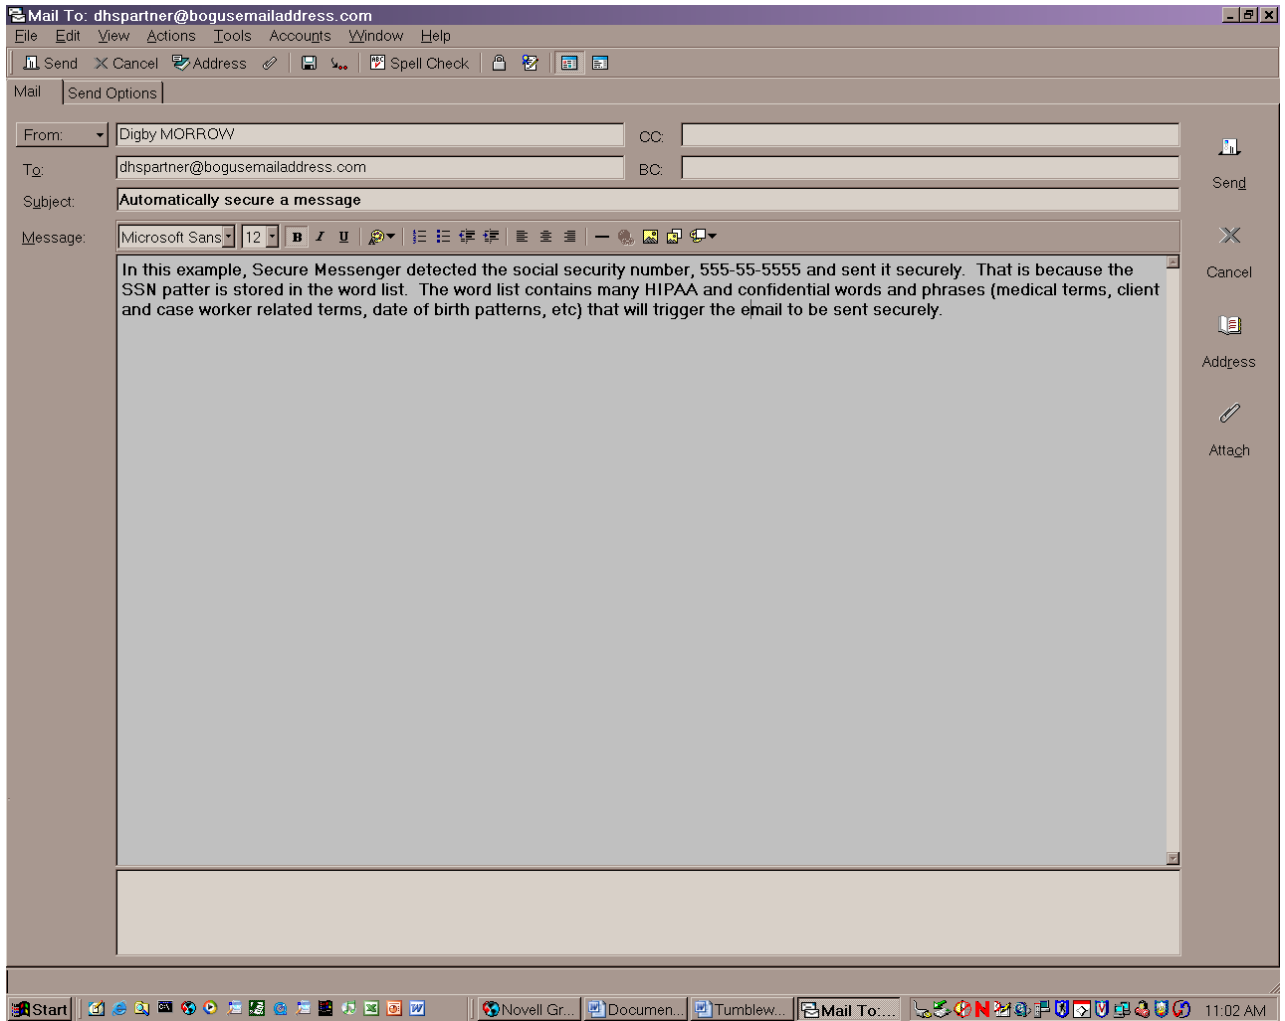 Mail To: dhspartner@bogusemailaddress.com
File Edit View Actions Tools Accounts Window Help
Send Cancel Address Spell Check
Mail Send Options
From: Digby MORROW CC:
To: dhspartner@bogusemailaddress.com BC:
Send
Subject: Automatically secure a message
Message: Microsoft Sans 12 B I U
In this example, Secure Messenger detected the social security number, 555-55-5555 and sent it securely. That is because the
SSN patter is stored in the word list. The word list contains many HIPAA and confidential words and phrases (medical terms, client
and case worker related terms, date of birth patterns, etc) that will trigger the email to be sent securely.
Cancel
Address
Attach
Start Novell Gr... Documen... Tumblew... Mail To:... 11:02 AM